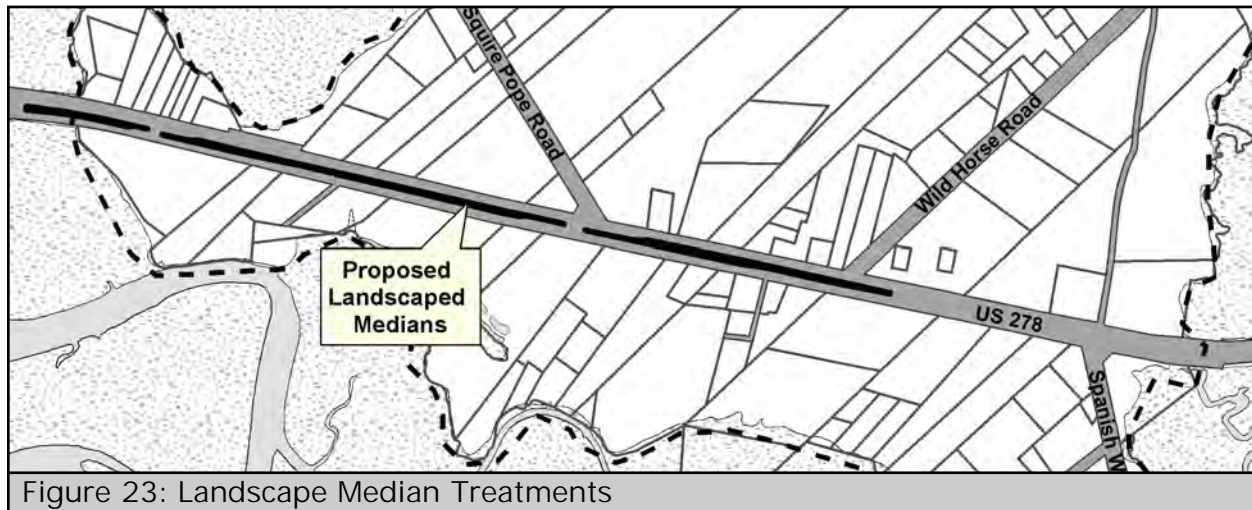 Squire Pope Road
Wild Horse Road
Proposed
Landscaped
Medians
US 278
Spanish W
Figure 23: Landscape Median Treatments